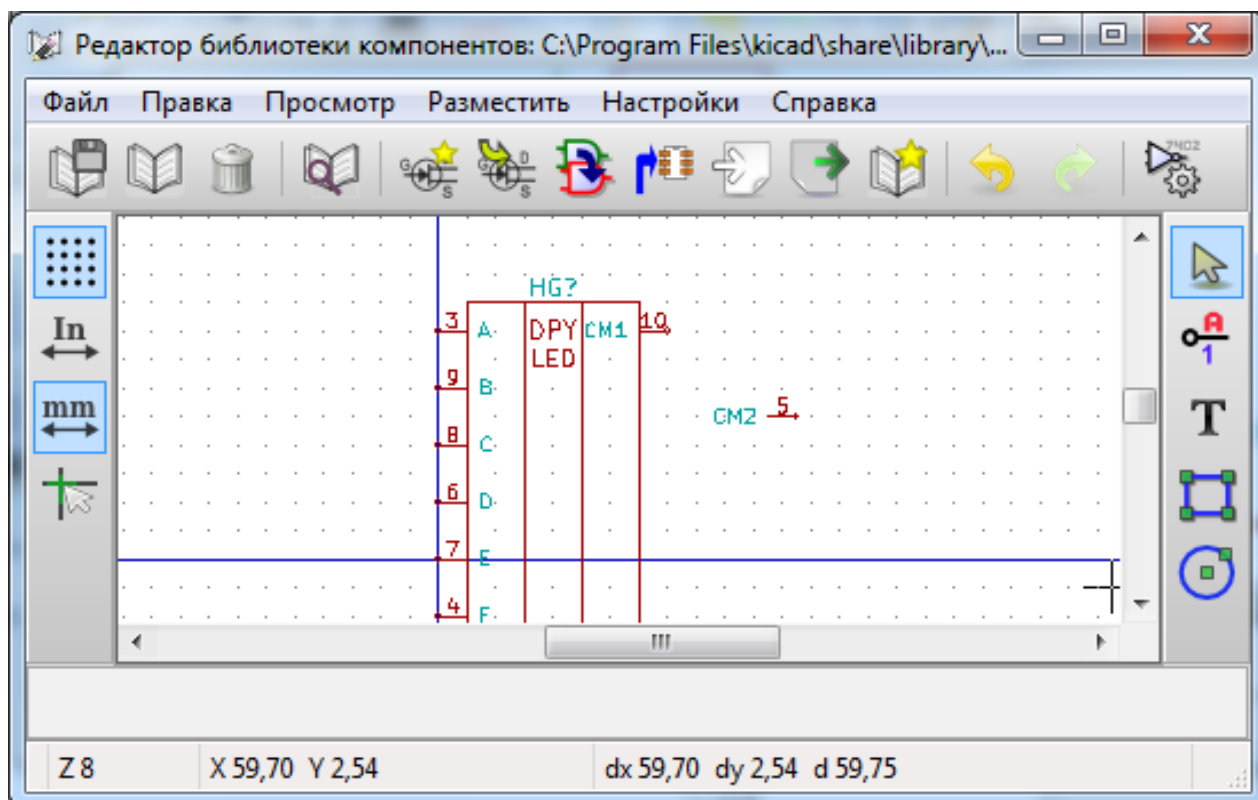 Редактор библиотеки компонентов: C:\Program Files\kicad\share\library\...
Файл Правка Просмотр Разместить Настройки Справка
G S G D S 7402
In
mm
HG?
3 A DPY CM1 10
LED
9 B
CM2 5
8 C
6 D
7 E
4 F
A
1
T
Z 8 X 59,70 Y 2,54 dx 59,70 dy 2,54 d 59,75